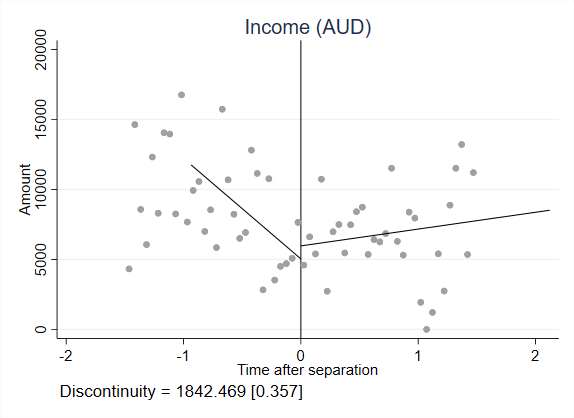 Income (AUD)
Amount
20000
15000
10000
5000
0
-2 -1 0 1 2
Time after separation
Discontinuity = 1842.469 [0.357]